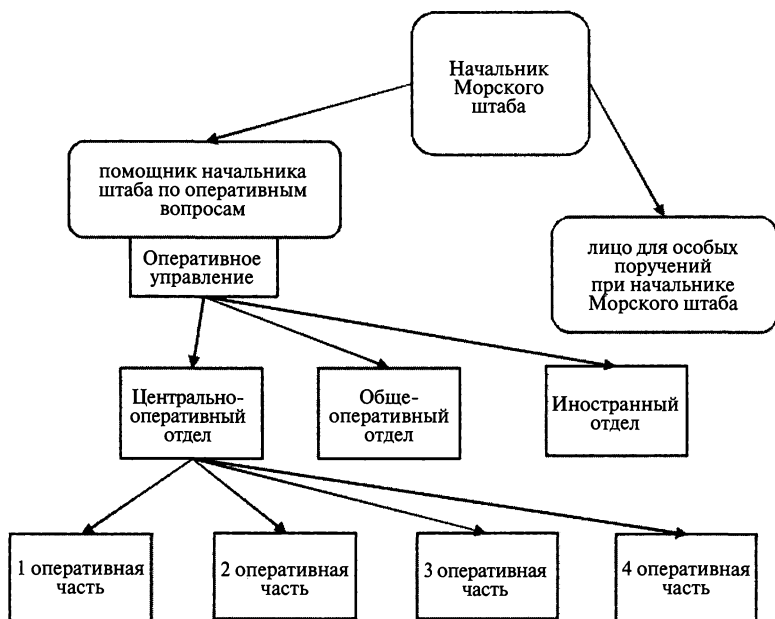 Начальник
Морского
штаба
помощник начальника
штаба по оперативным
вопросам
Оперативное
управление
лицо для особых
поручений
при начальнике
Морского штаба
Центрально-
оперативный
отдел
Обще-
оперативный
отдел
Иностранный
отдел
1 оперативная
часть
2 оперативная
часть
3 оперативная
часть
4 оперативная
часть